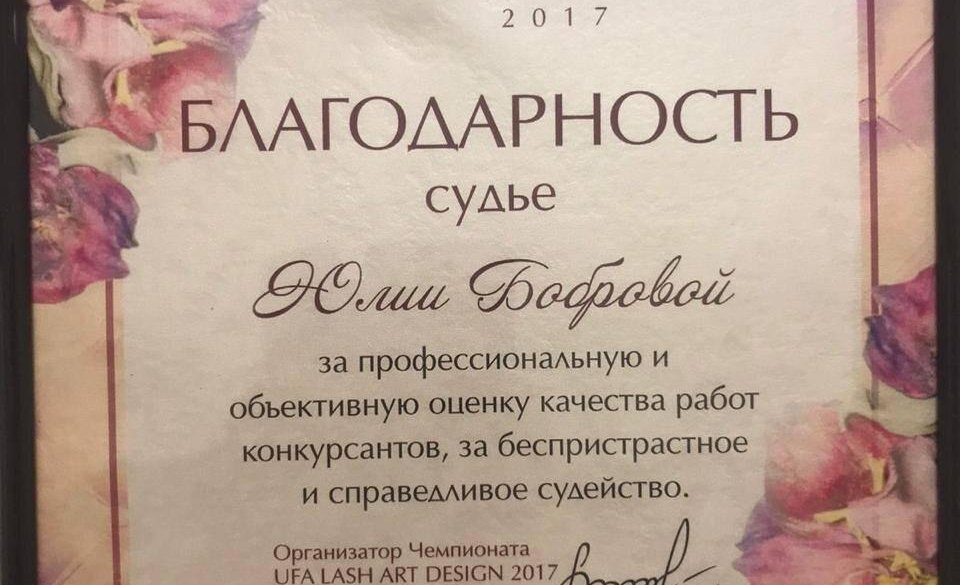 2017
БЛАГОДАРНОСТЬ
судье
Юлии Бобровой
за профессиональную и
объективную оценку качества работ
конкурсантов, за беспристрастное
и справедливое судейство.
Организатор Чемпионата
UFA LASH ART DESIGN 2017